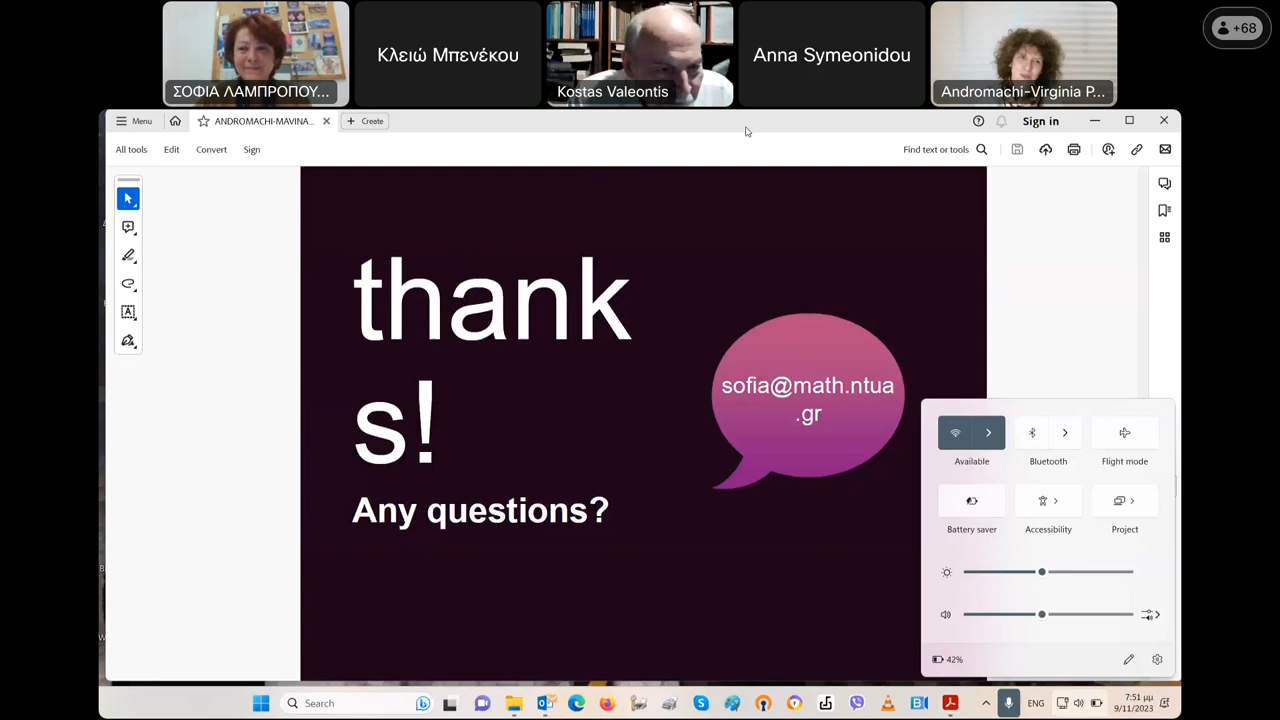 +68
ΣΟΦΙΑ ΛΑΜΠΡΟΠΟΥ...
Κλειώ Μπενέκου
Kostas Valeontis
Anna Symeonidou
Andromachi-Virginia P...
Menu
ANDROMACHI-MAVINA...
Create
Sign in
All tools
Edit
Convert
Sign
Find text or tools
thank
s!
Any questions?
sofia@math.ntua
.gr
Available
Bluetooth
Flight mode
Battery saver
Accessibility
Project
42%
Search
ENG
7:51 μμ
9/11/2023